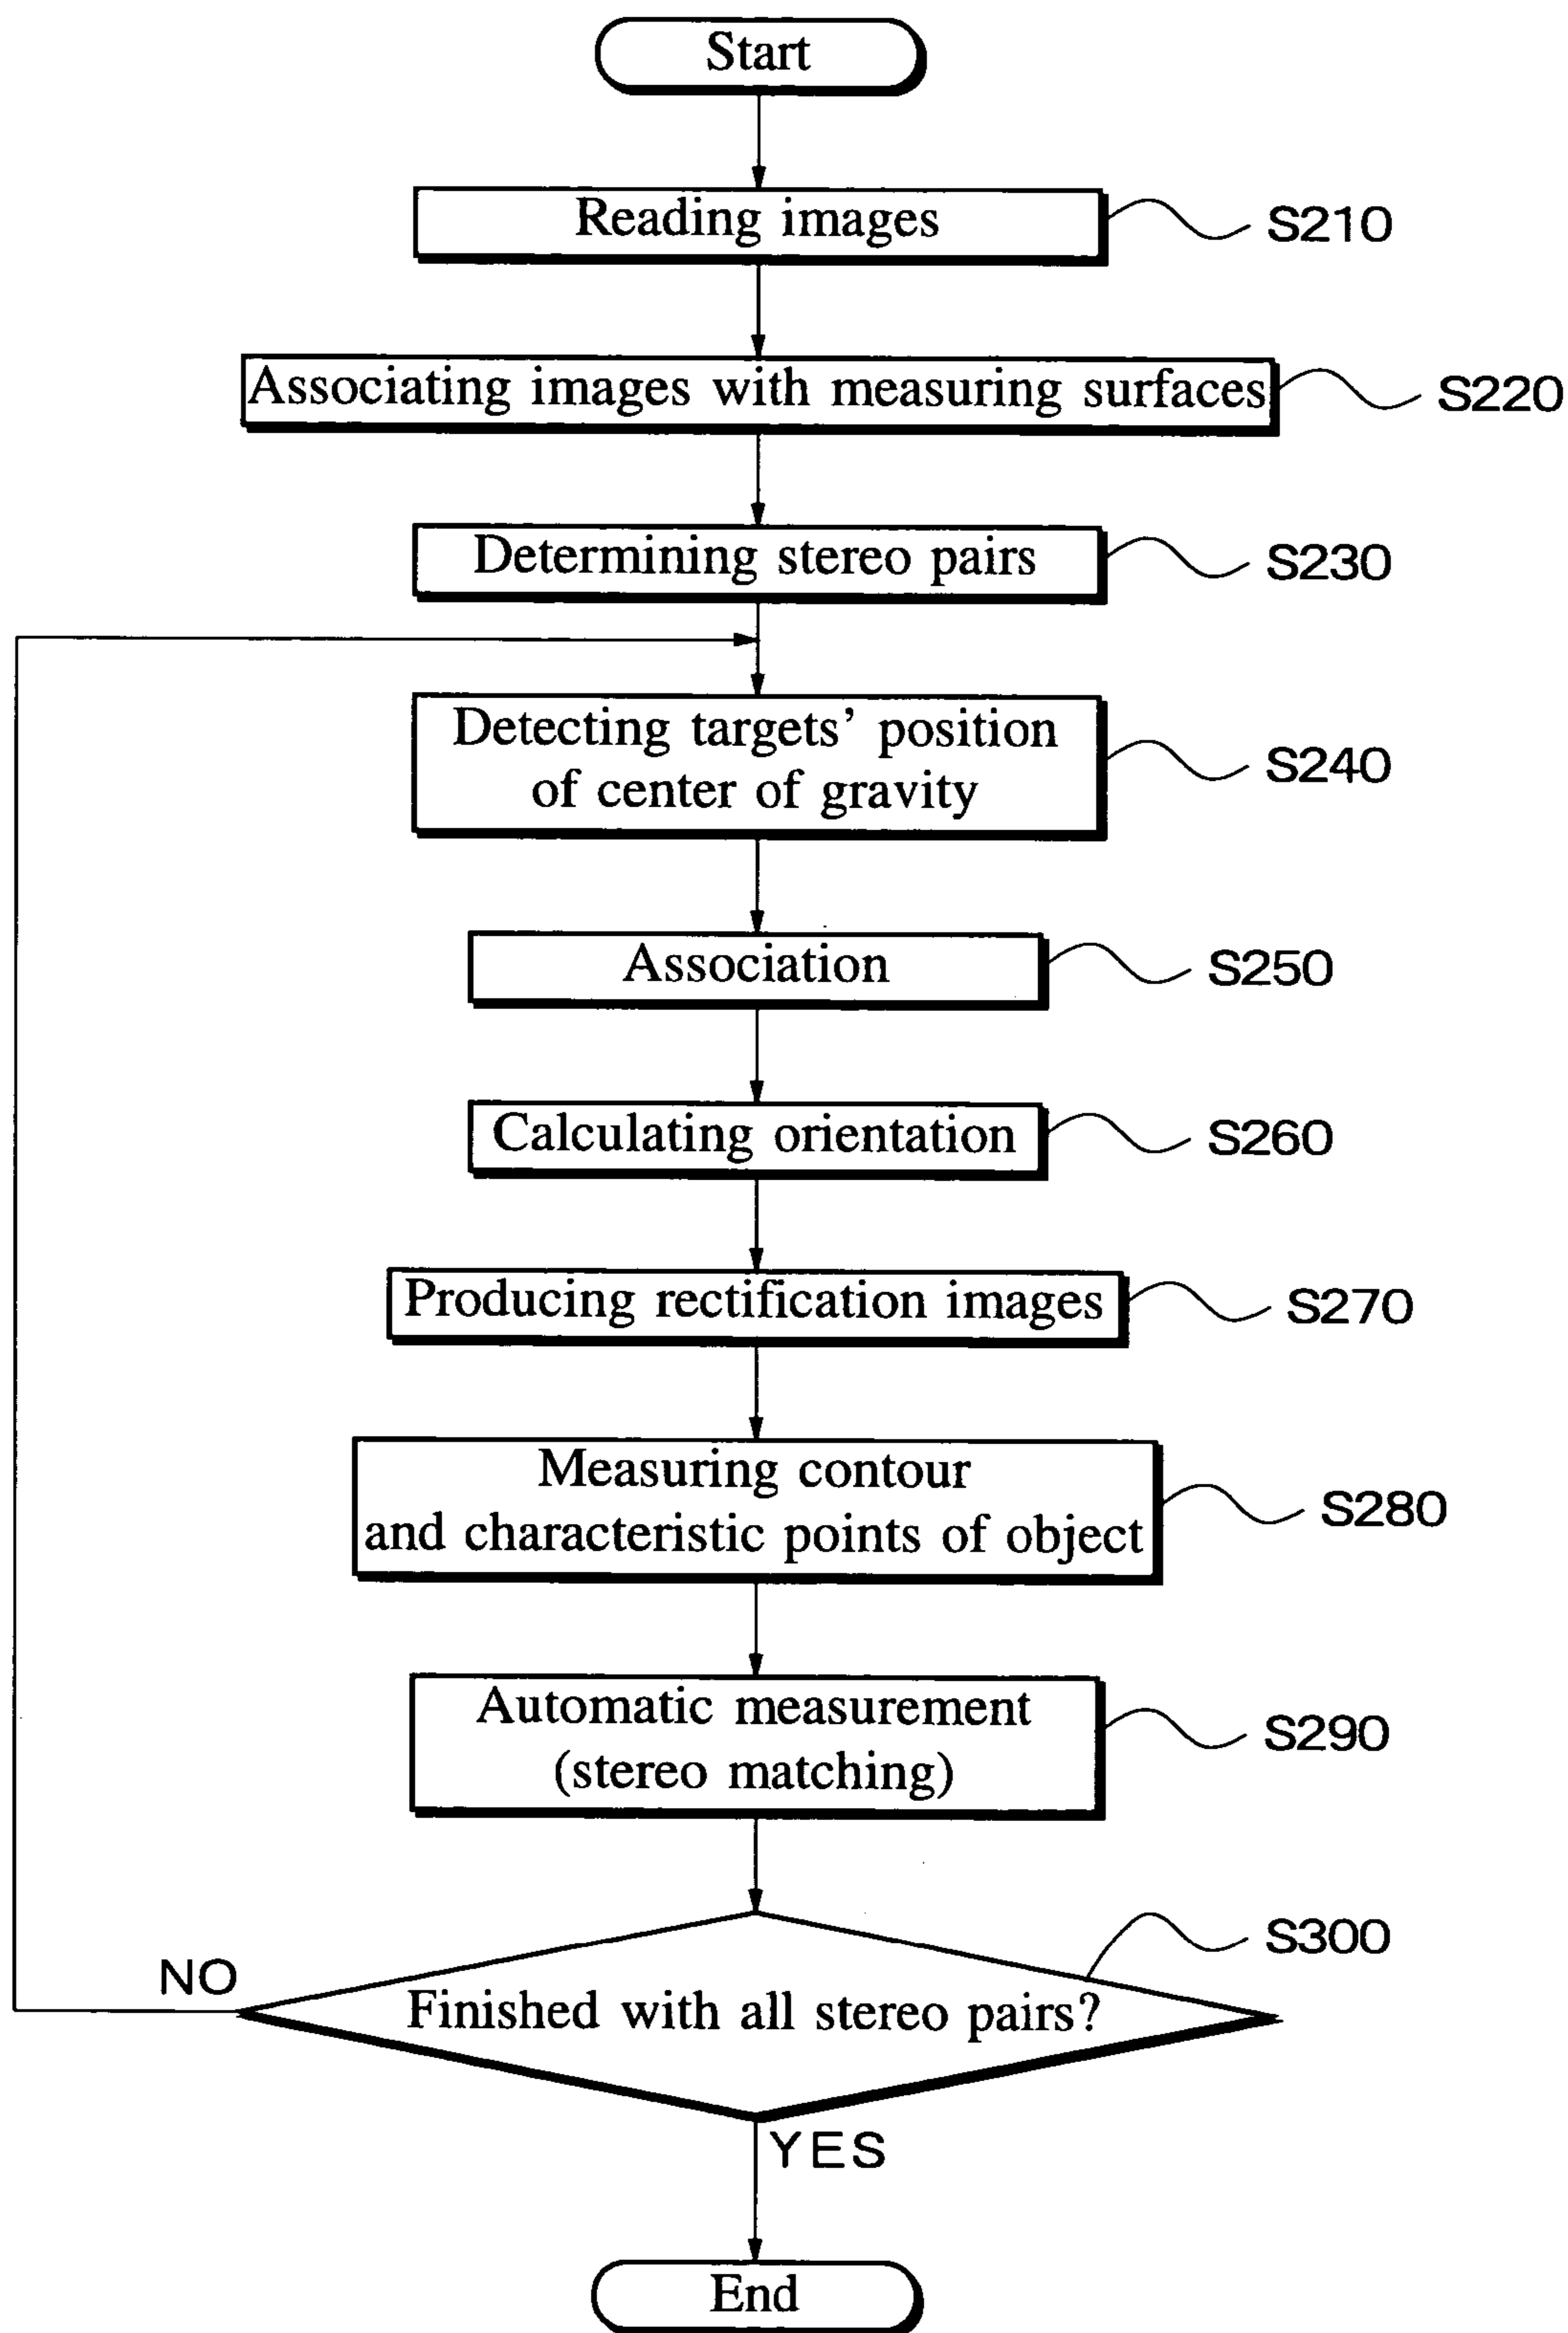 Start
Reading images
S210
Associating images with measuring surfaces
S220
Determining stereo pairs
S230
Detecting targets’ position
of center of gravity
S240
Association
S250
Calculating orientation
S260
Producing rectification images
S270
Measuring contour
and characteristic points of object
S280
Automatic measurement
(stereo matching)
S290
S300
NO
Finished with all stereo pairs?
YES
End